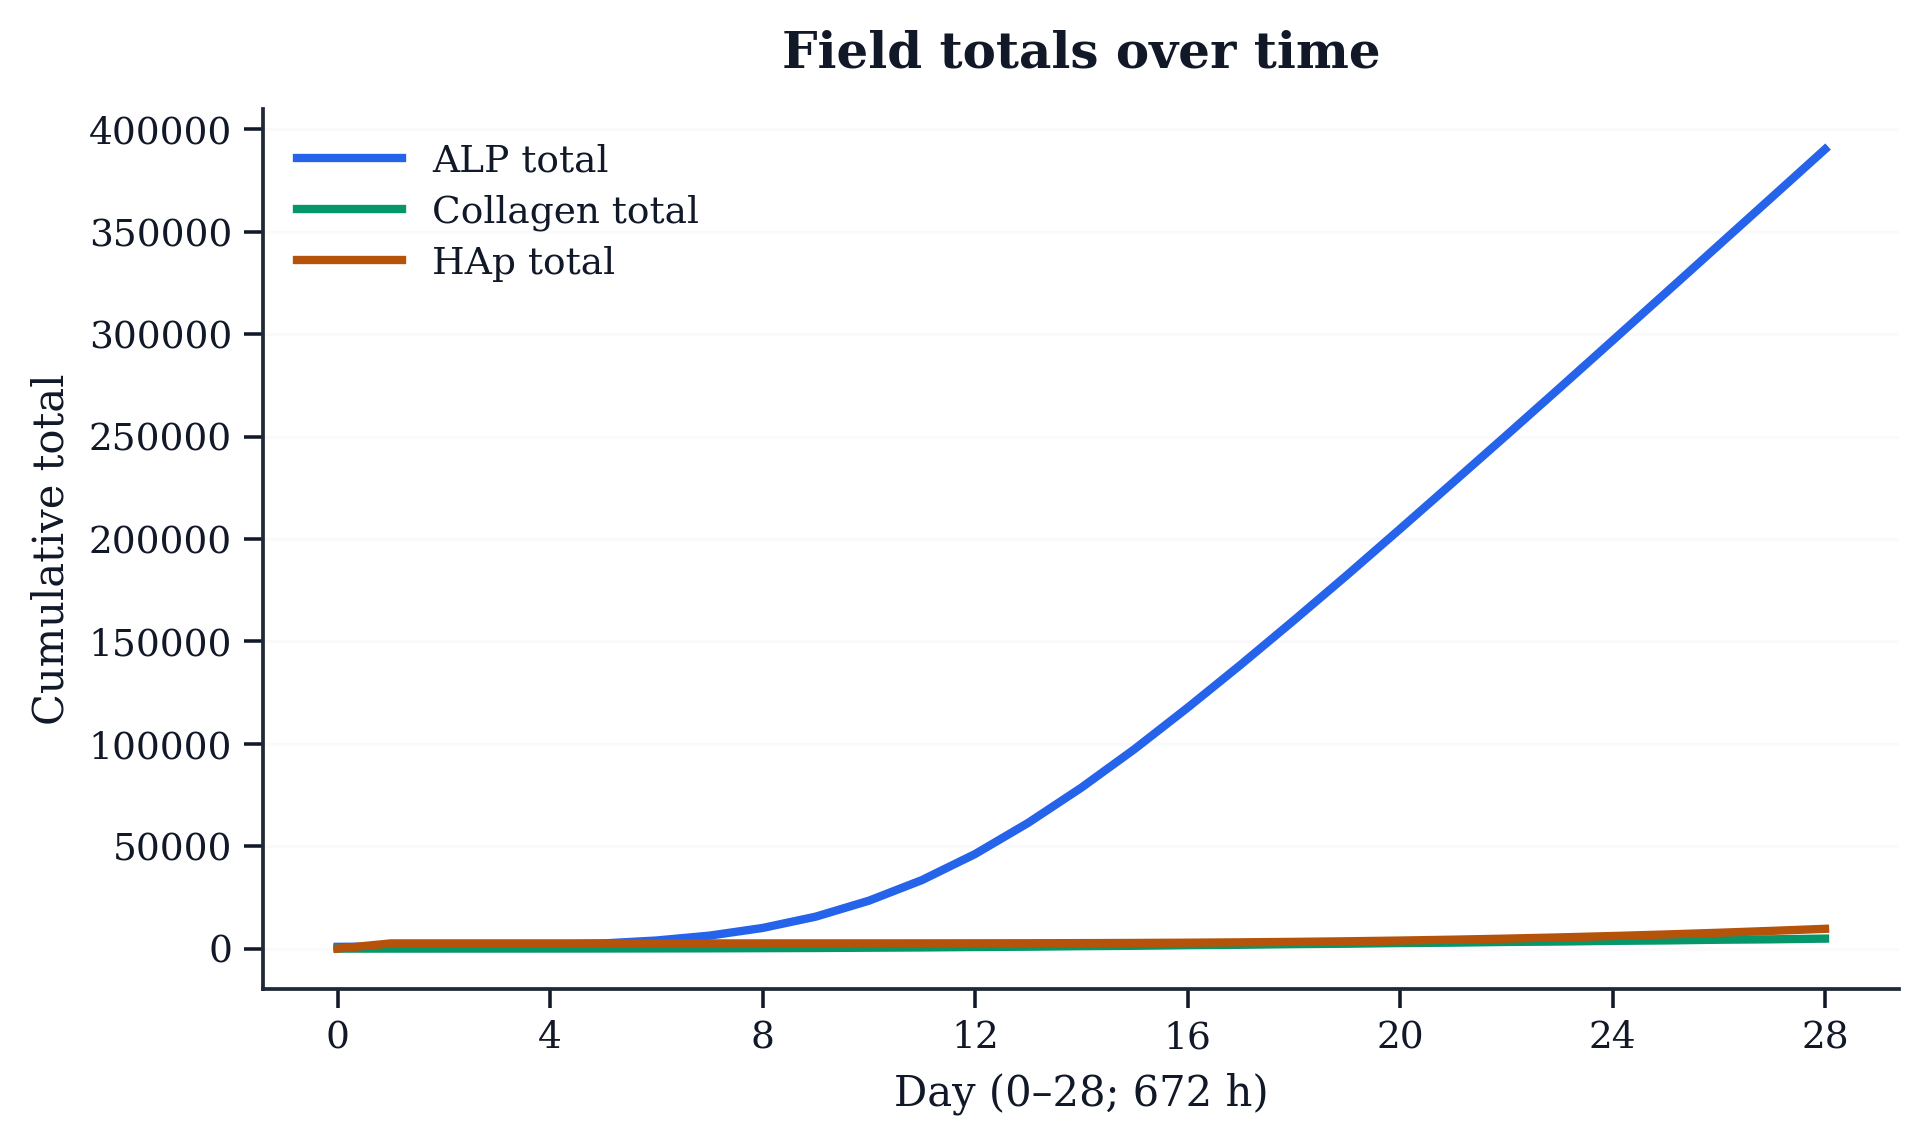 Field totals over time
400000
350000
300000
250000
200000
150000
100000
50000
0
Cumulative total
ALP total
Collagen total
HAp total
0 4 8 12 16 20 24 28
Day (0–28; 672 h)